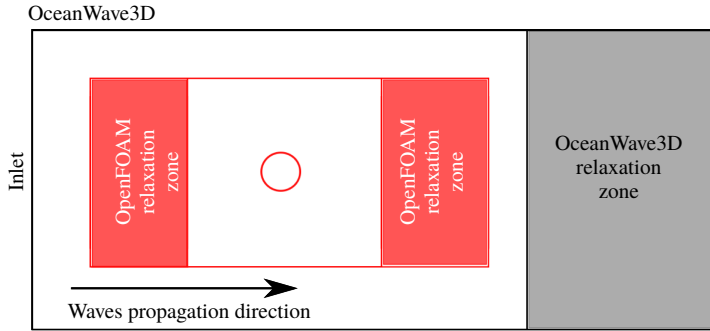 OceanWave3D
Inlet
OpenFOAM
relaxation
zone
OpenFOAM
relaxation
zone
OceanWave3D
relaxation
zone
Waves propagation direction